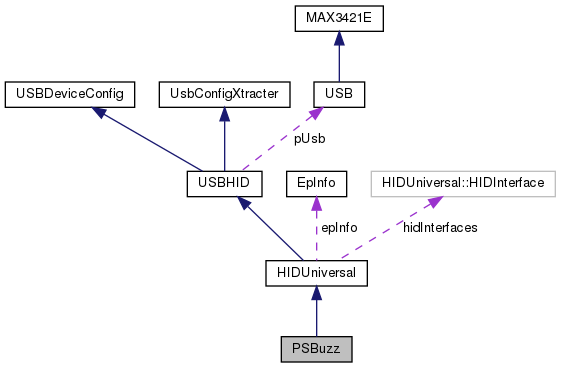 MAX3421E
USBDeviceConfig
UsbConfigXtracter
USB
pUsb
USBHID
EpInfo
HIDUniversal::HIDInterface
epInfo
hidInterfaces
HIDUniversal
PSBuzz